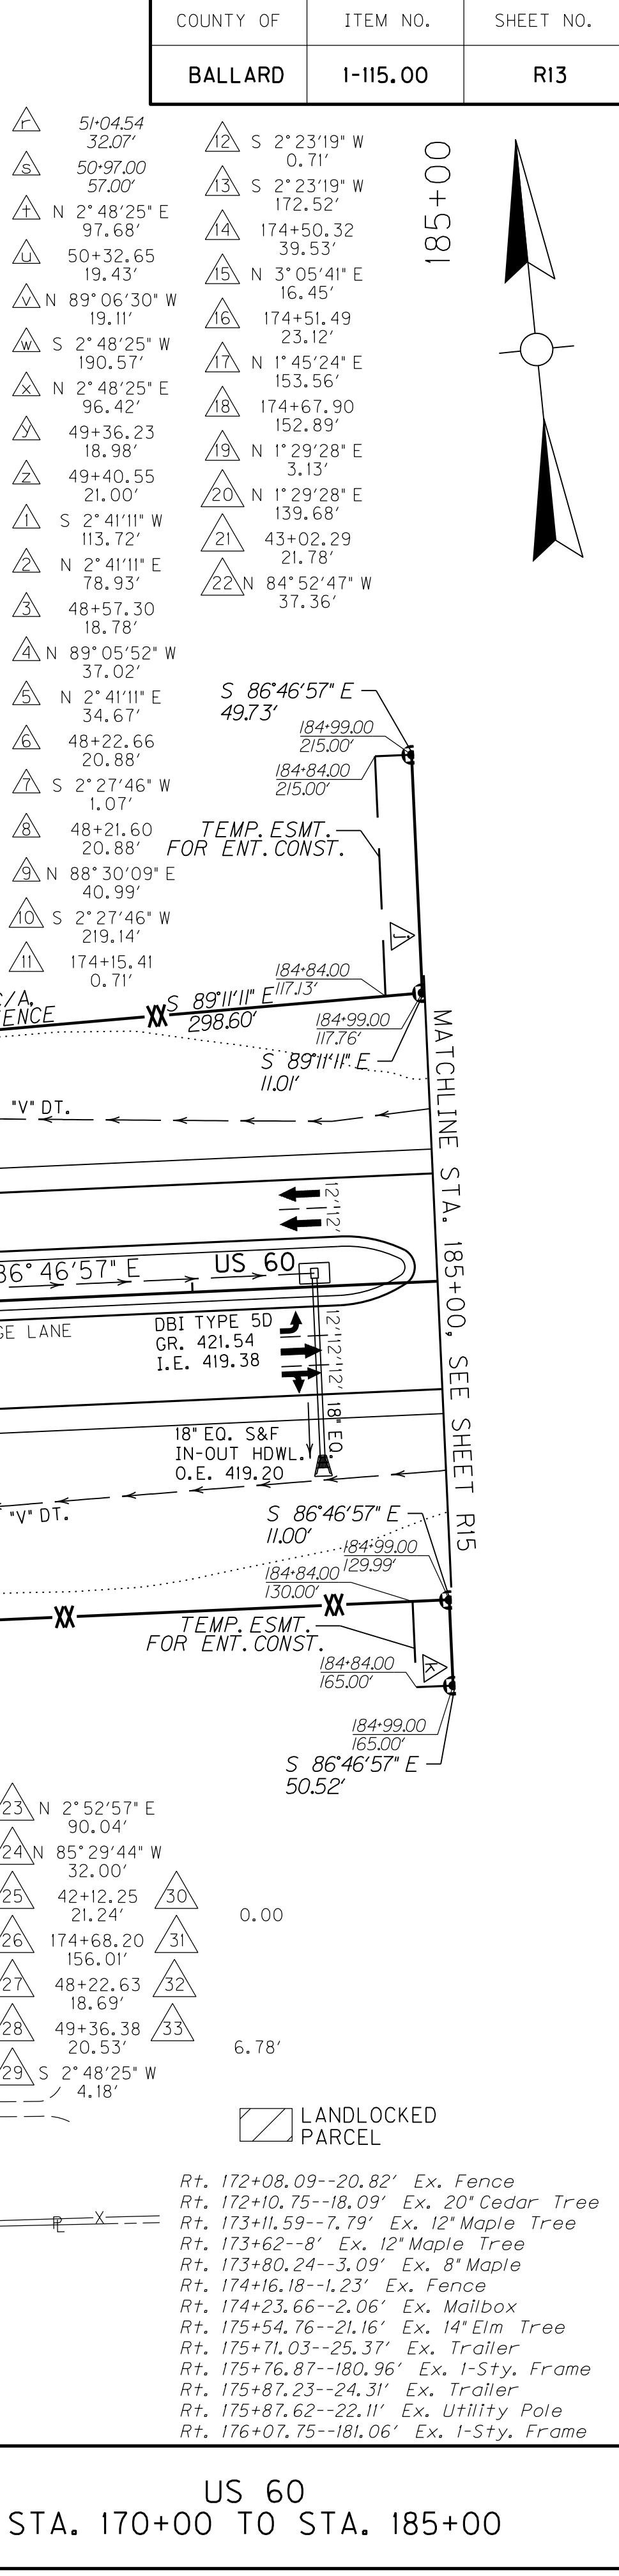 COUNTY OF ITEM NO. SHEET NO.
BALLARD 1-115.00 R13
r 51+04.54
32.07'
s 50+97.00
57.00'
t N 2°48'25" E
97.68'
u 50+32.65
19.43'
v N 89°06'30" W
19.11'
w S 2°48'25" W
190.57'
x N 2°48'25" E
96.42'
y 49+36.23
18.98'
z 49+40.55
21.00'
1 S 2°41'11" W
113.72'
2 N 2°41'11" E
78.93'
3 48+57.30
18.78'
4 N 89°05'52" W
37.02'
5 N 2°41'11" E
34.67'
6 48+22.66
20.88'
7 S 2°27'46" W
1.07'
8 48+21.60
20.88'
9 N 88°30'09" E
40.99'
10 S 2°27'46" W
219.14'
11 174+15.41
0.71'
12 S 2°23'19" W
0.71'
13 S 2°23'19" W
172.52'
14 174+50.32
39.53'
15 N 3°05'41" E
16.45'
16 174+51.49
23.12'
17 N 1°45'24" E
153.56'
18 174+67.90
152.89'
19 N 1°29'28" E
3.13'
20 N 1°29'28" E
139.68'
21 43+02.29
21.78'
22 N 84°52'47" W
37.36'
185+00
S 86°46'57" E
49.73'
184+99.00
215.00'
184+84.00
215.00'
TEMP. ESMT.
FOR ENT. CONST.
j
184+84.00
117.13'
C/A,
ENCE
XX
S 89°11'11" E
298.60'
184+99.00
117.76'
S 89°11'11" E
11.01'
MATCHLINE STA. 185+00, SEE SHEET R15
"V" DT.
12' 12'
36°46'57" E
US 60
GE LANE
DBI TYPE 5D
GR. 421.54
I.E. 419.38
12' 12' 12'
18" EQ.
18" EQ. S&F
IN-OUT HDWL.
O.E. 419.20
"V" DT.
S 86°46'57" E
11.00'
184+99.00
129.99'
184+84.00
130.00'
XX XX
TEMP. ESMT.
FOR ENT. CONST.
k
184+84.00
165.00'
184+99.00
165.00'
S 86°46'57" E
50.52'
23 N 2°52'57" E
90.04'
24 N 85°29'44" W
32.00'
25 42+12.25
21.24'
26 174+68.20
156.01'
27 48+22.63
18.69'
28 49+36.38
20.53'
29 S 2°48'25" W
4.18'
30
0.00
31
32
33
6.78'
LANDLOCKED
PARCEL
PL X
Rt. 172+08.09--20.82' Ex. Fence
Rt. 172+10.75--18.09' Ex. 20" Cedar Tree
Rt. 173+11.59--7.79' Ex. 12" Maple Tree
Rt. 173+62--8' Ex. 12" Maple Tree
Rt. 173+80.24--3.09' Ex. 8" Maple
Rt. 174+16.18--1.23' Ex. Fence
Rt. 174+23.66--2.06' Ex. Mailbox
Rt. 175+54.76--21.16' Ex. 14" Elm Tree
Rt. 175+71.03--25.37' Ex. Trailer
Rt. 175+76.87--180.96' Ex. 1-Sty. Frame
Rt. 175+87.23--24.31' Ex. Trailer
Rt. 175+87.62--22.11' Ex. Utility Pole
Rt. 176+07.75--181.06' Ex. 1-Sty. Frame
US 60
STA. 170+00 TO STA. 185+00